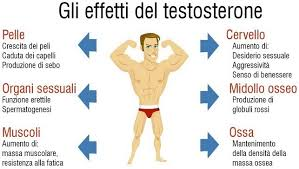 Gli effetti del testosterone
Pelle
Crescita dei peli
Caduta dei capelli
Produzione di sebo
Organi sessuali
Funzione erettile
Spermatogenesi
Muscoli
Aumento di:
massa muscolare,
resistenza alla fatica
Cervello
Aumento di:
Desiderio sessuale
Aggressività
Senso di benessere
Midollo osseo
Produzione di
globuli rossi
Ossa
Mantenimento
della densità della
massa ossea